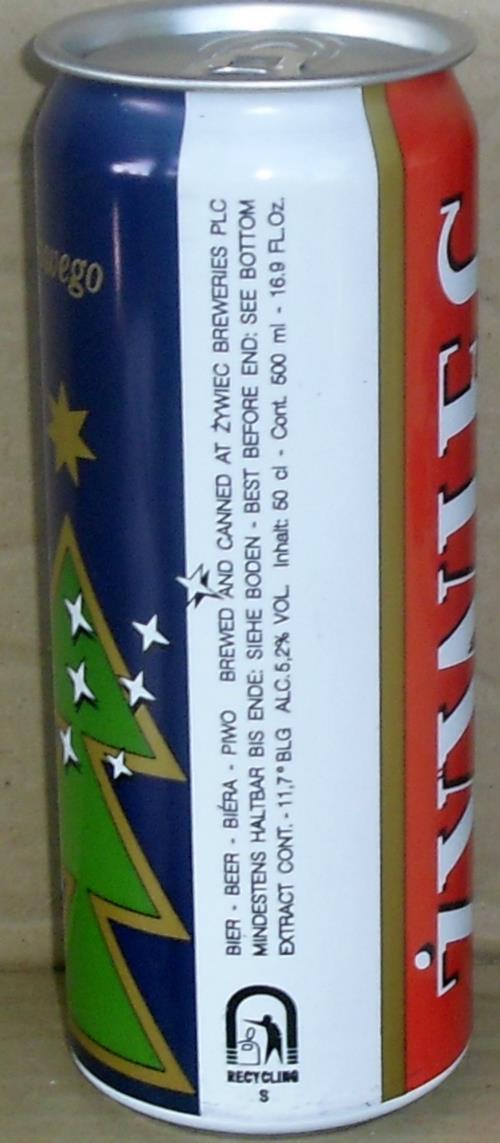 wego
BIER - BEER - BIÉRA - PIWO BREWED AND CANNED AT ŻYWIEC BREWERIES PLC
MINDESTENS HALTBAR BIS ENDE: SIEHE BODEN - BEST BEFORE END: SEE BOTTOM
EXTRACT CONT. - 11,7° BLG ALC. 5,2% VOL. Inhalt: 50 cl - Cont. 500 ml - 16.9 FL.Oz.
RECYCLING
S
ŻYWIEC